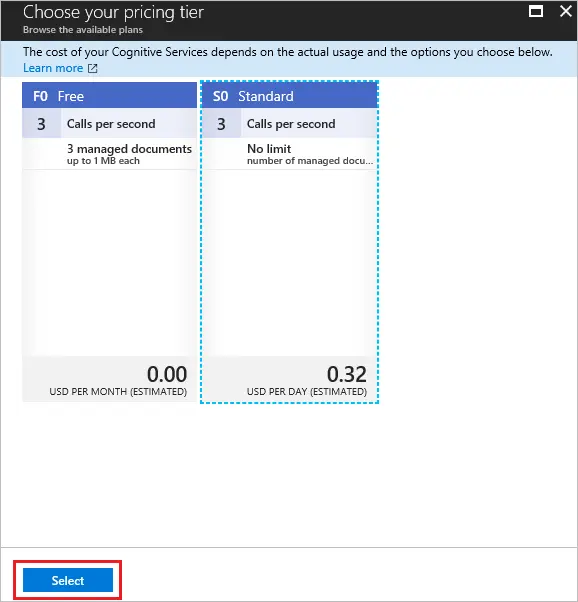 Choose your pricing tier
Browse the available plans
The cost of your Cognitive Services depends on the actual usage and the options you choose below.
Learn more
F0 Free
3 Calls per second
3 managed documents
up to 1 MB each
0.00
USD PER MONTH (ESTIMATED)
S0 Standard
3 Calls per second
No limit
number of managed docu...
0.32
USD PER DAY (ESTIMATED)
Select